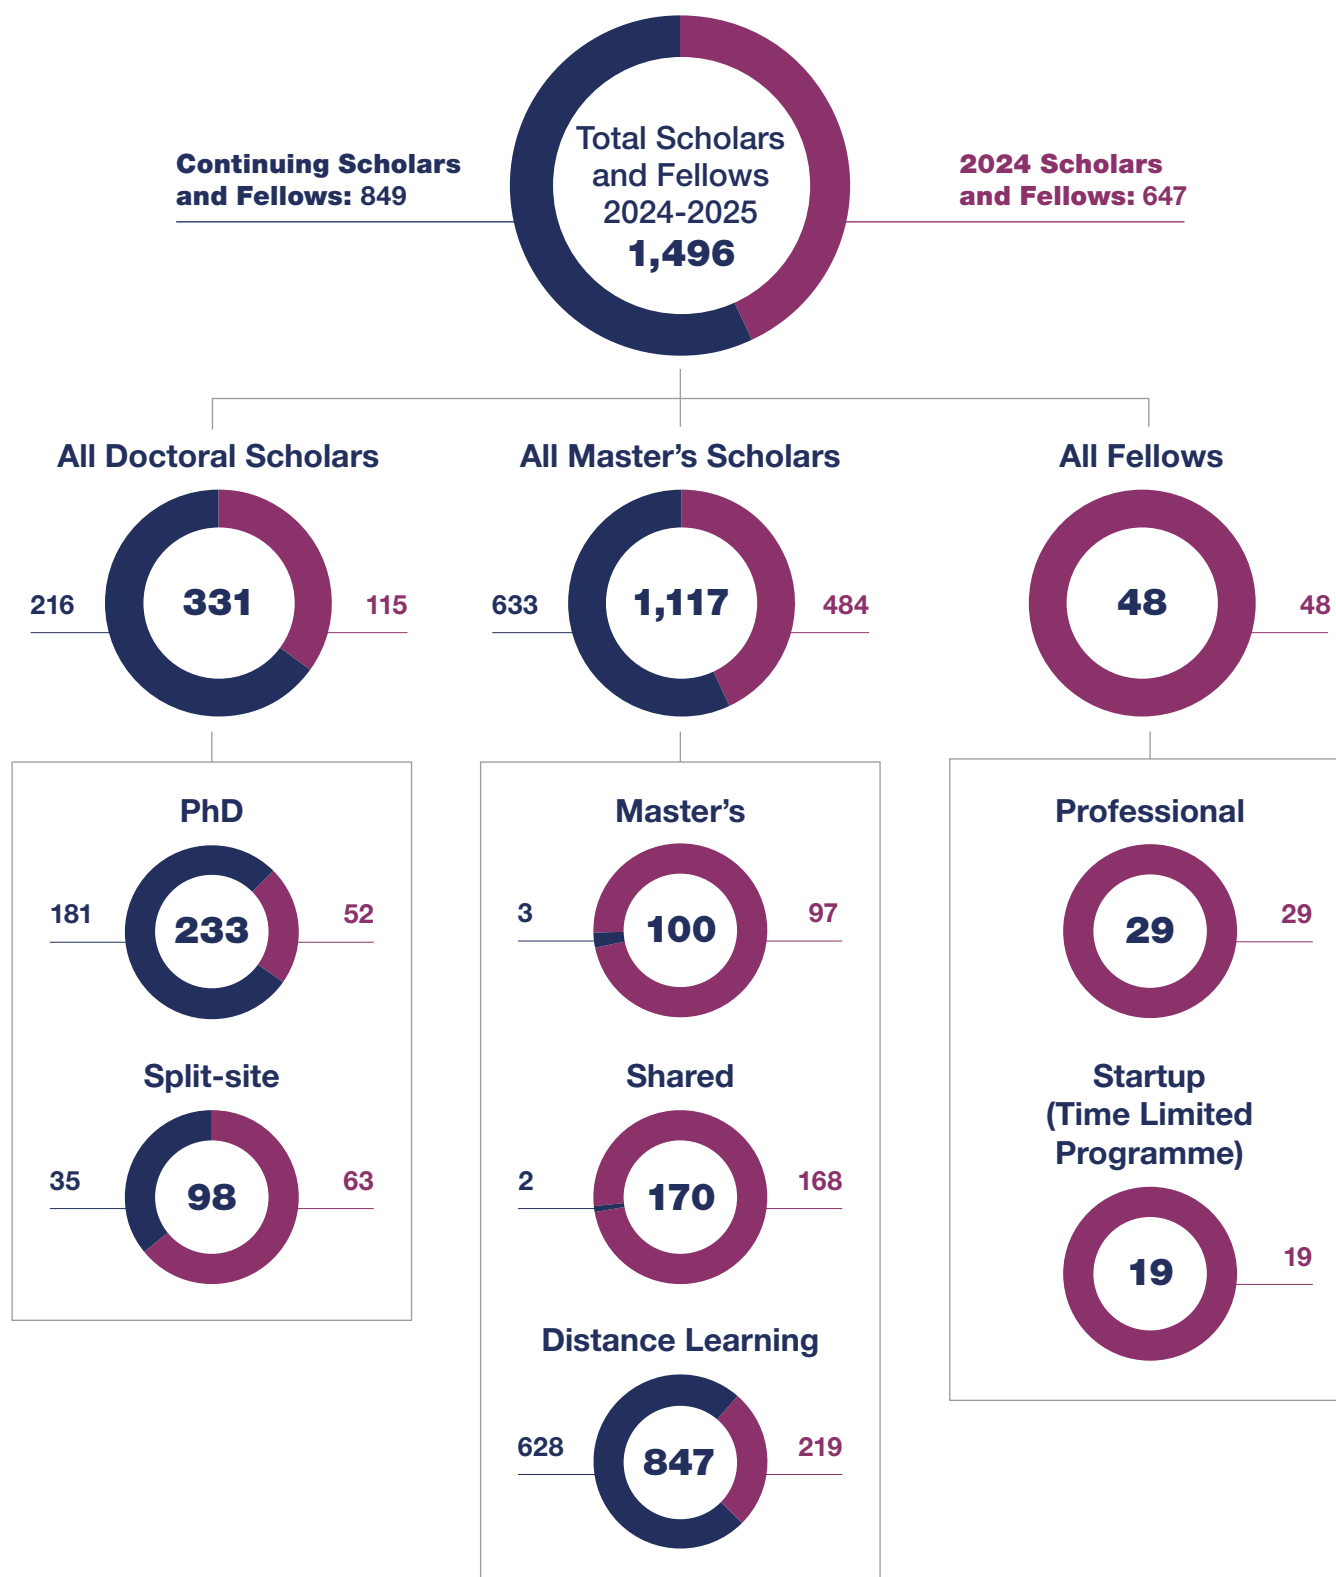 Total Scholars
and Fellows
2024-2025
1,496
Continuing Scholars
and Fellows: 849
2024 Scholars
and Fellows: 647
All Doctoral Scholars
216
331
115
All Master’s Scholars
633
1,117
484
All Fellows
48
48
PhD
181
233
52
Split-site
35
98
63
Master’s
3
100
97
Shared
2
170
168
Distance Learning
628
847
219
Professional
29
29
Startup
(Time Limited
Programme)
19
19